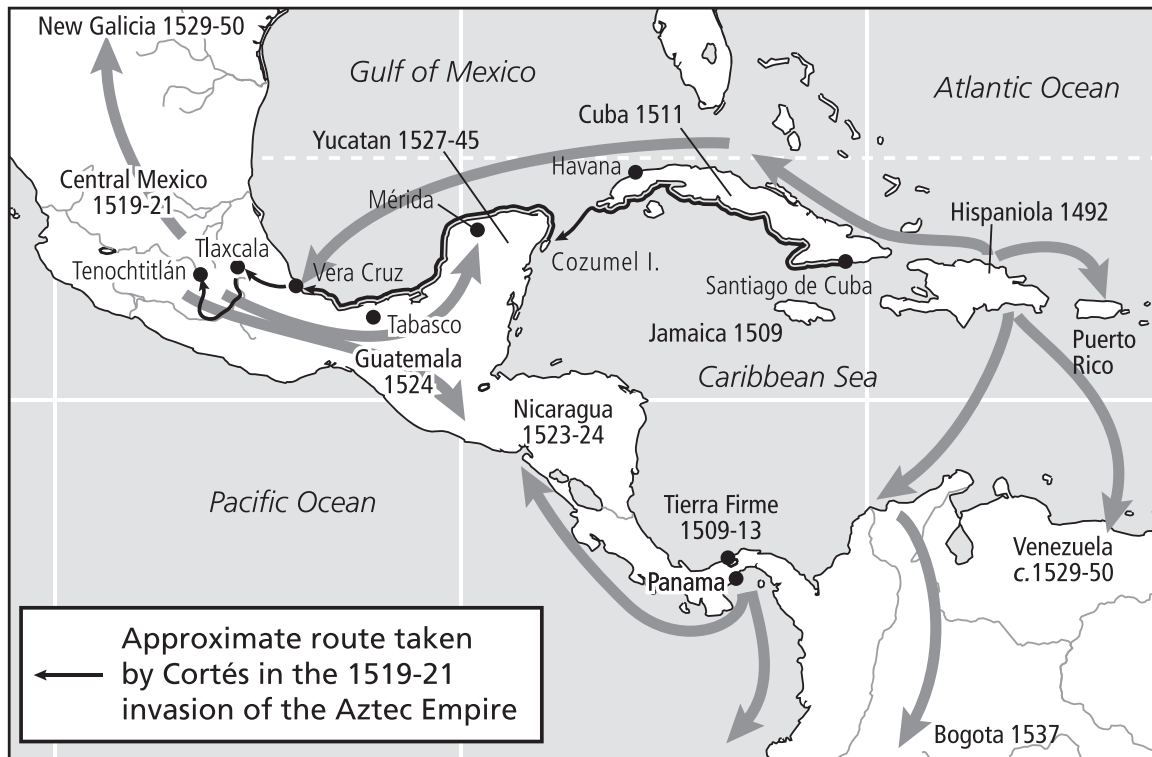 New Galicia 1529-50
Gulf of Mexico
Atlantic Ocean
Cuba 1511
Yucatan 1527-45
Havana
Central Mexico
1519-21
Mérida
Hispaniola 1492
Tlaxcala
Tenochtitlán
Vera Cruz
Cozumel I.
Santiago de Cuba
Tabasco
Jamaica 1509
Puerto
Rico
Guatemala
1524
Caribbean Sea
Nicaragua
1523-24
Pacific Ocean
Tierra Firme
1509-13
Panama
Venezuela
c.1529-50
Approximate route taken
by Cortés in the 1519-21
invasion of the Aztec Empire
Bogota 1537